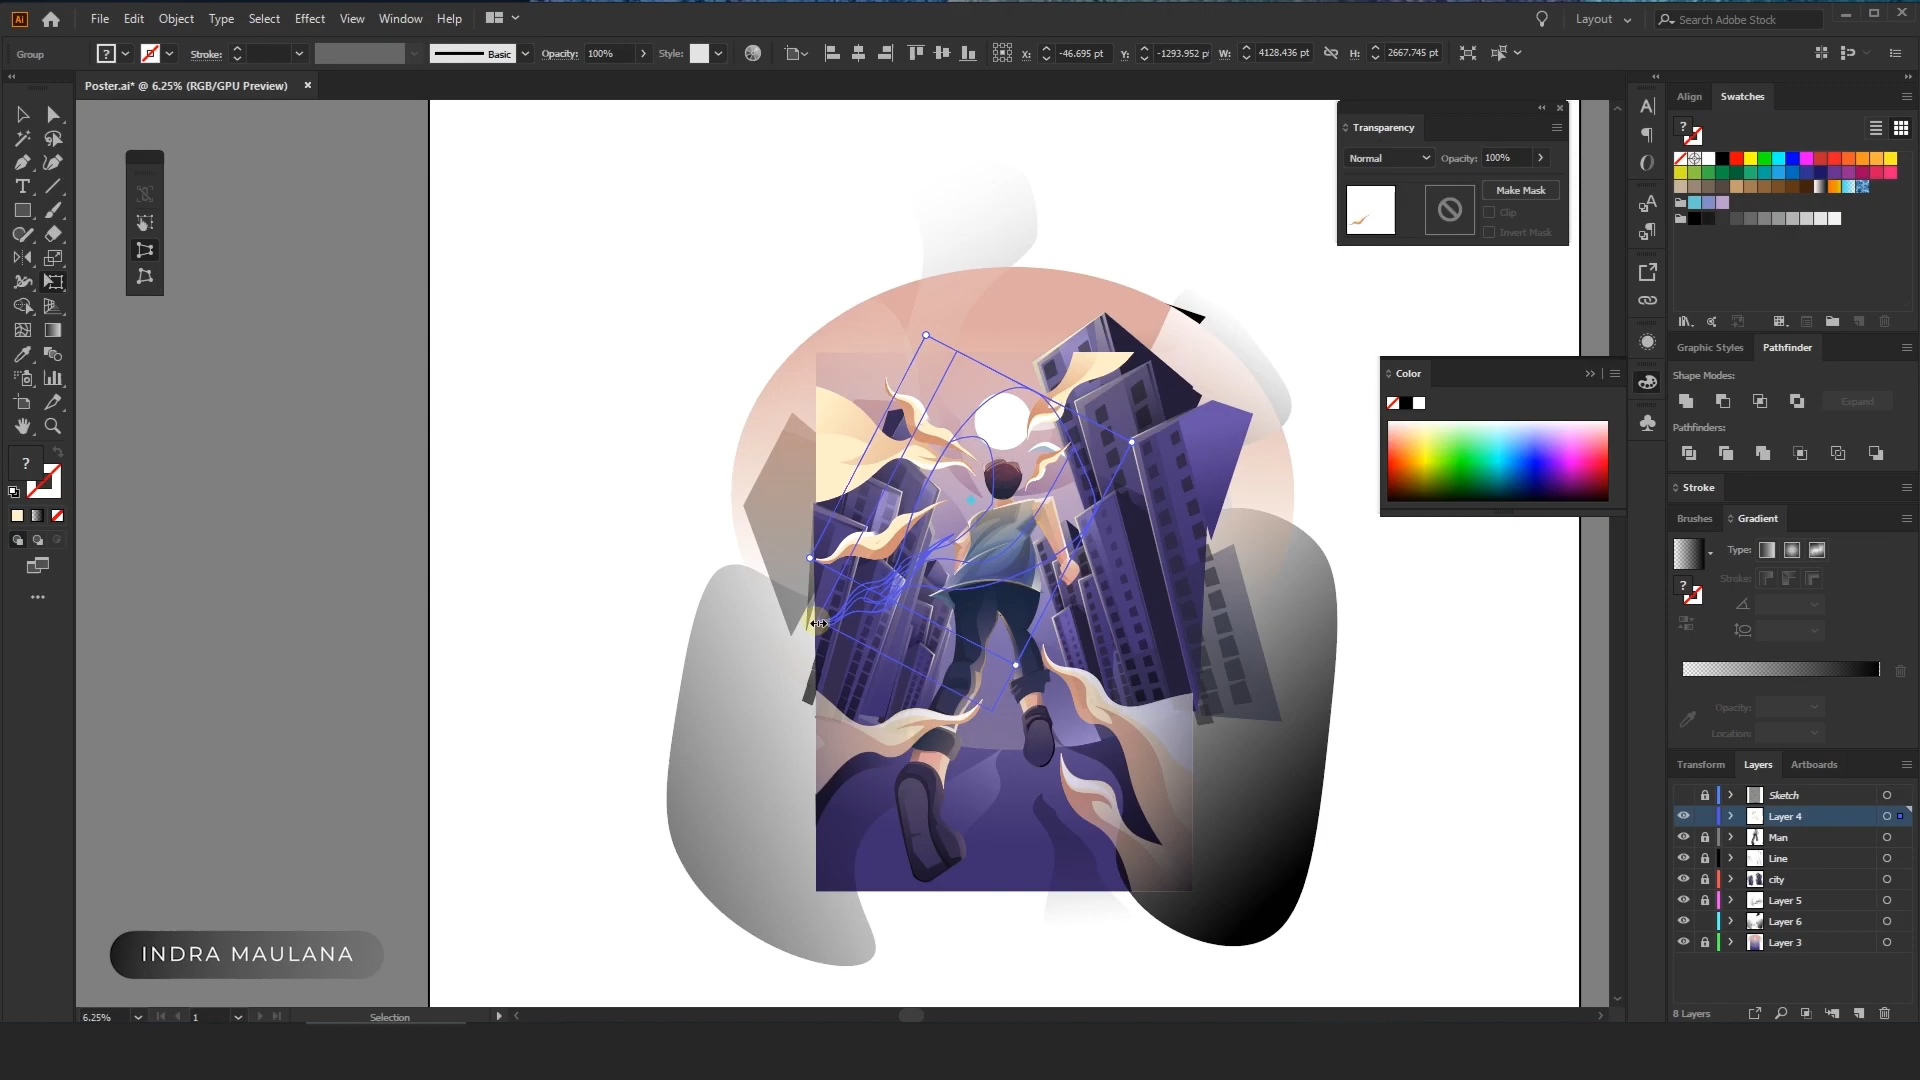 Ai File Edit Object Type Select Effect View Window Help Layout Search Adobe Stock
Group ? Stroke: Basic Opacity: 100% Style: X: -46.695 pt Y: -1293.952 pt W: 4128.436 pt H: 2667.745 pt
Poster.ai* @ 6.25% (RGB/GPU Preview)
Transparency
Normal Opacity: 100%
Make Mask
Clip
Invert Mask
Color
Align Swatches
Graphic Styles Pathfinder
Shape Modes:
Expand
Pathfinders:
Stroke
Brushes Gradient
Type:
Stroke:
Opacity:
Location:
Transform Layers Artboards
Sketch
Layer 4
Man
Line
city
Layer 5
Layer 6
Layer 3
8 Layers
INDRA MAULANA
6.25% 1 Selection